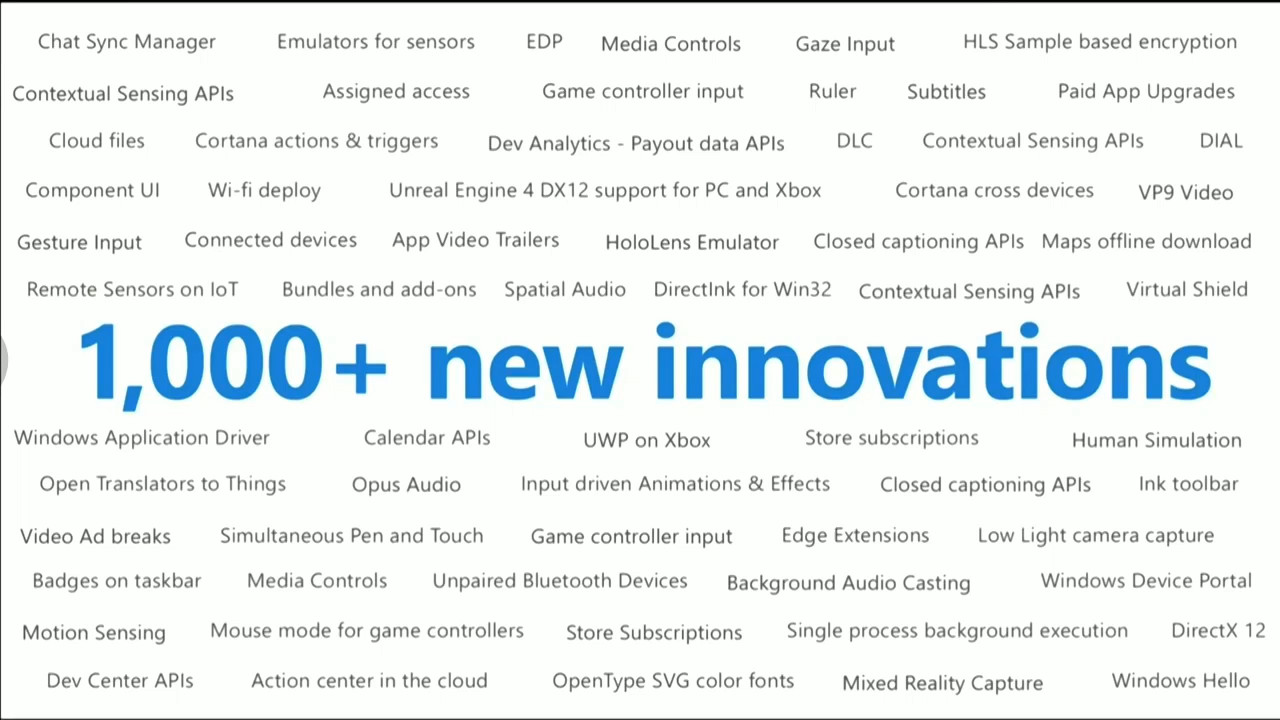 Chat Sync Manager Emulators for sensors EDP Media Controls Gaze Input HLS Sample based encryption
Contextual Sensing APIs Assigned access Game controller input Ruler Subtitles Paid App Upgrades
Cloud files Cortana actions & triggers Dev Analytics - Payout data APIs DLC Contextual Sensing APIs DIAL
Component UI Wi-fi deploy Unreal Engine 4 DX12 support for PC and Xbox Cortana cross devices VP9 Video
Gesture Input Connected devices App Video Trailers HoloLens Emulator Closed captioning APIs Maps offline download
Remote Sensors on IoT Bundles and add-ons Spatial Audio DirectInk for Win32 Contextual Sensing APIs Virtual Shield
1,000+ new innovations
Windows Application Driver Calendar APIs UWP on Xbox Store subscriptions Human Simulation
Open Translators to Things Opus Audio Input driven Animations & Effects Closed captioning APIs Ink toolbar
Video Ad breaks Simultaneous Pen and Touch Game controller input Edge Extensions Low Light camera capture
Badges on taskbar Media Controls Unpaired Bluetooth Devices Background Audio Casting Windows Device Portal
Motion Sensing Mouse mode for game controllers Store Subscriptions Single process background execution DirectX 12
Dev Center APIs Action center in the cloud OpenType SVG color fonts Mixed Reality Capture Windows Hello